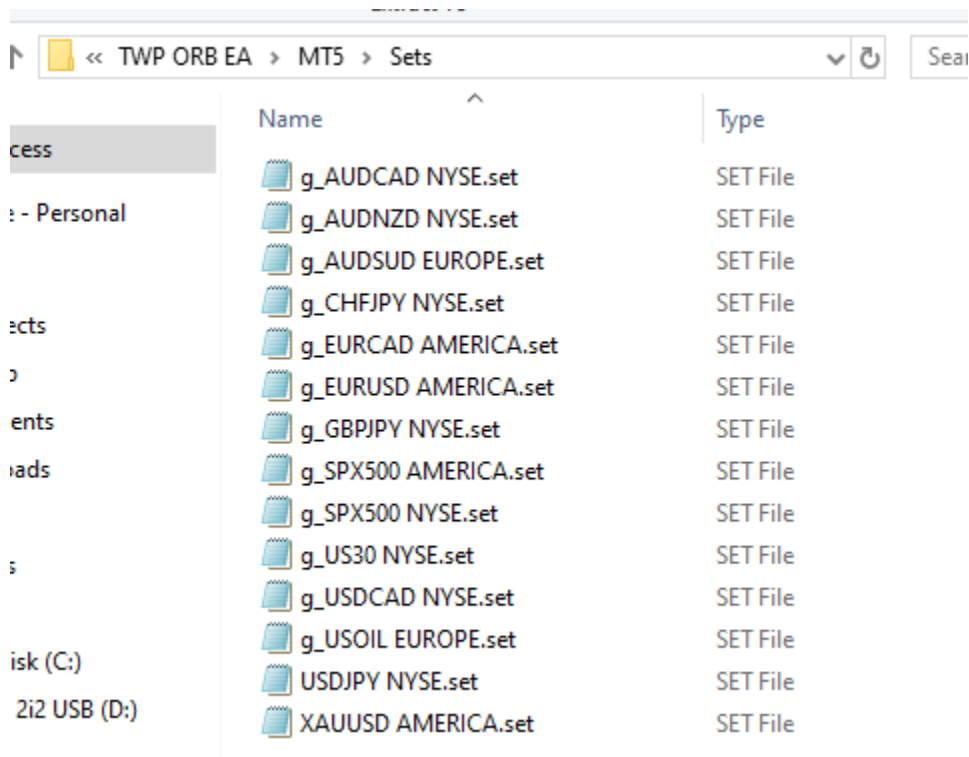 « TWP ORB EA > MT5 > Sets
Name Type
g_AUDCAD NYSE.set SET File
cess
g_AUDNZD NYSE.set SET File
e - Personal
g_AUDSUD EUROPE.set SET File
g_CHFJPY NYSE.set SET File
ects
g_EURCAD AMERICA.set SET File
g_EURUSD AMERICA.set SET File
ents
g_GBPJPY NYSE.set SET File
oads
g_SPX500 AMERICA.set SET File
g_SPX500 NYSE.set SET File
s
g_US30 NYSE.set SET File
g_USDCAD NYSE.set SET File
g_USOIL EUROPE.set SET File
isk (C:)
USDJPY NYSE.set SET File
2i2 USB (D:)
XAUUSD AMERICA.set SET File